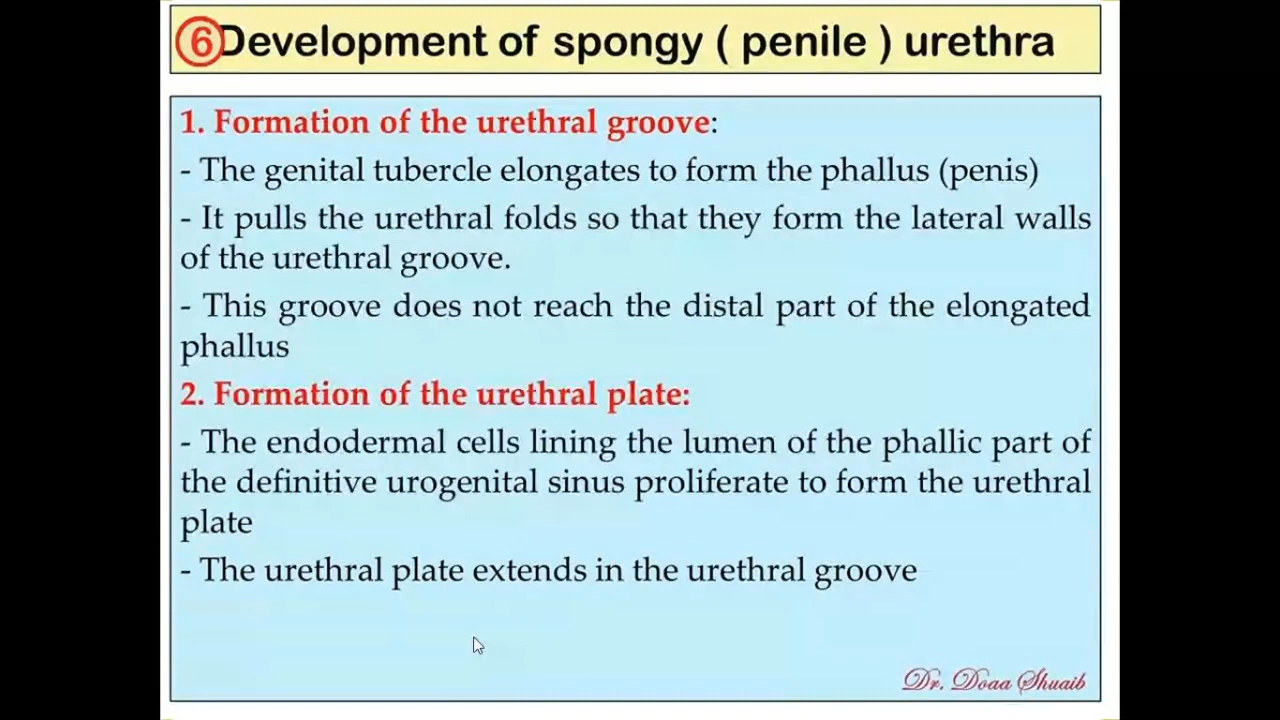 6 Development of spongy ( penile ) urethra
1. Formation of the urethral groove:
- The genital tubercle elongates to form the phallus (penis)
- It pulls the urethral folds so that they form the lateral walls
of the urethral groove.
- This groove does not reach the distal part of the elongated
phallus
2. Formation of the urethral plate:
- The endodermal cells lining the lumen of the phallic part of
the definitive urogenital sinus proliferate to form the urethral
plate
- The urethral plate extends in the urethral groove
Dr. Doaa Shuaib